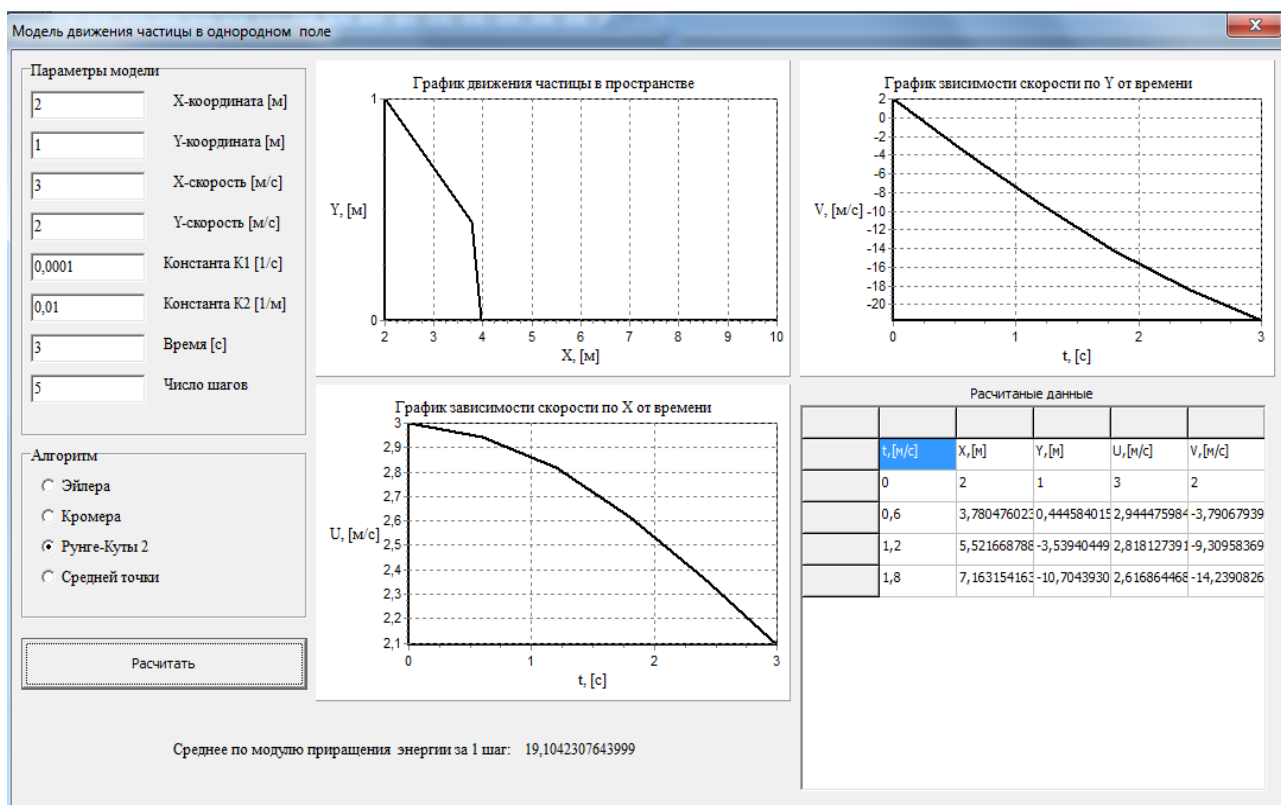 Модель движения частицы в однородном поле
Параметры модели
2 X-координата [м]
1 Y-координата [м]
3 X-скорость [м/с]
2 Y-скорость [м/с]
0,0001 Константа К1 [1/с]
0,01 Константа К2 [1/м]
3 Время [с]
5 Число шагов
Алгоритм
Эйлера
Кромера
Рунге-Куты 2
Средней точки
Расчитать
График движения частицы в пространстве
1
Y, [м]
0
2 3 4 5 6 7 8 9 10
X, [м]
График звисимости скорости по Y от времени
2
0
-2
-4
-6
-8
V, [м/с] -10
-12
-14
-16
-18
-20
0 1 2 3
t, [с]
График зависимости скорости по X от времени
3
2,9
2,8
2,7
2,6
U, [м/с] 2,5
2,4
2,3
2,2
2,1
0 1 2 3
t, [с]
Расчитаные данные
t,[м/с] X,[м] Y,[м] U,[м/с] V,[м/с]
0 2 1 3 2
0,6 3,780476023 0,444584015 2,944475984 -3,79067939
1,2 5,521668788 -3,53940449 2,818127391 -9,30958369
1,8 7,163154163 -10,7043930 2,616864468 -14,2390826
Среднее по модулю приращения энергии за 1 шаг: 19,1042307643999